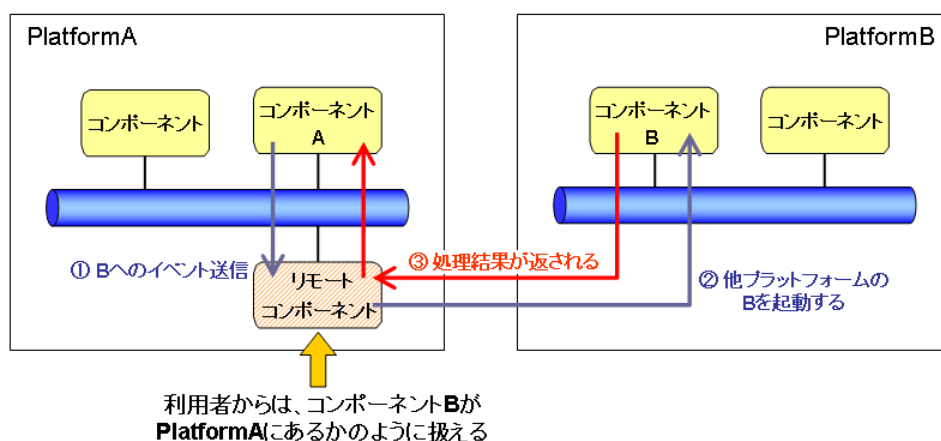 PlatformA
PlatformB
コンポーネント
コンポーネント
A
コンポーネント
B
コンポーネント
① Bへのイベント送信
③ 処理結果が返される
② 他プラットフォームの
Bを起動する
リモート
コンポーネント
利用者からは、コンポーネントBが
PlatformAにあるかのように扱える